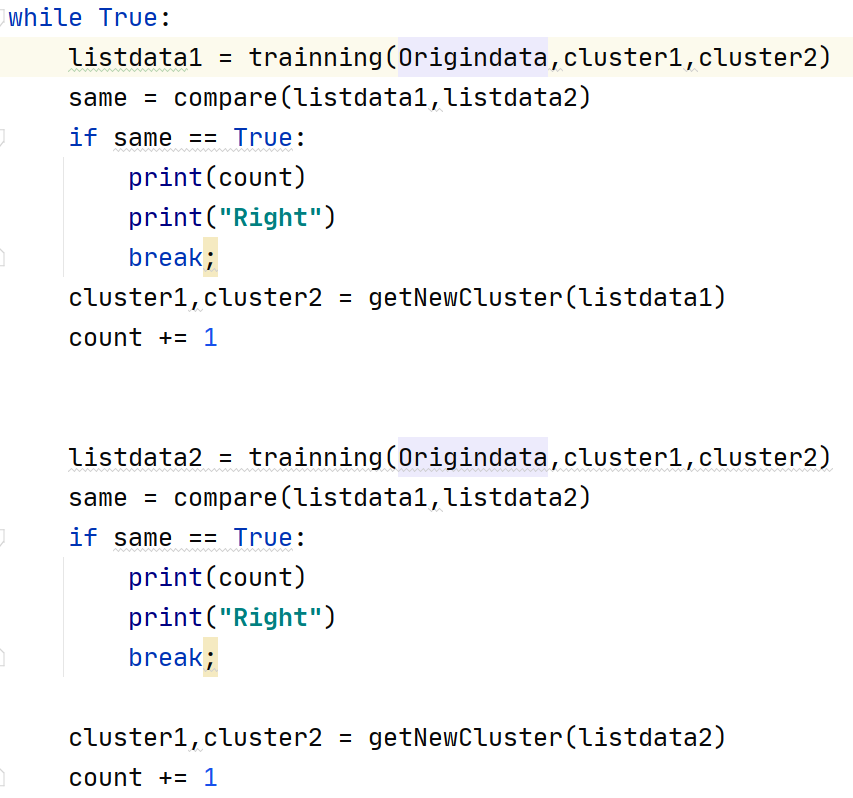 while True:
    listdata1 = trainning(Origindata,cluster1,cluster2)
    same = compare(listdata1,listdata2)
    if same == True:
        print(count)
        print("Right")
        break;
    cluster1,cluster2 = getNewCluster(listdata1)
    count += 1
    listdata2 = trainning(Origindata,cluster1,cluster2)
    same = compare(listdata1,listdata2)
    if same == True:
        print(count)
        print("Right")
        break;
    cluster1,cluster2 = getNewCluster(listdata2)
    count += 1